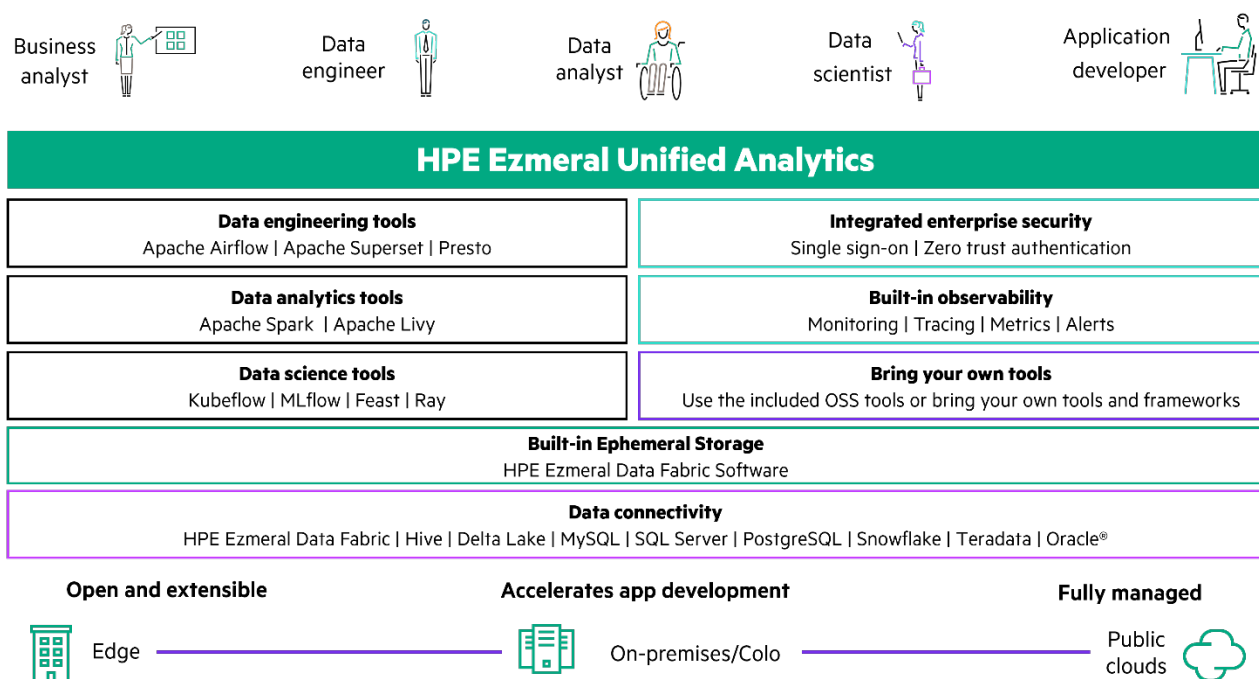 Business
analyst
Data
engineer
Data
analyst
Data
scientist
Application
developer
HPE Ezmeral Unified Analytics
Data engineering tools
Apache Airflow | Apache Superset | Presto
Integrated enterprise security
Single sign-on | Zero trust authentication
Data analytics tools
Apache Spark | Apache Livy
Built-in observability
Monitoring | Tracing | Metrics | Alerts
Data science tools
Kubeflow | MLflow | Feast | Ray
Bring your own tools
Use the included OSS tools or bring your own tools and frameworks
Built-in Ephemeral Storage
HPE Ezmeral Data Fabric Software
Data connectivity
HPE Ezmeral Data Fabric | Hive | Delta Lake | MySQL | SQL Server | PostgreSQL | Snowflake | Teradata | Oracle®
Open and extensible
Accelerates app development
Fully managed
Edge
On-premises/Colo
Public
clouds